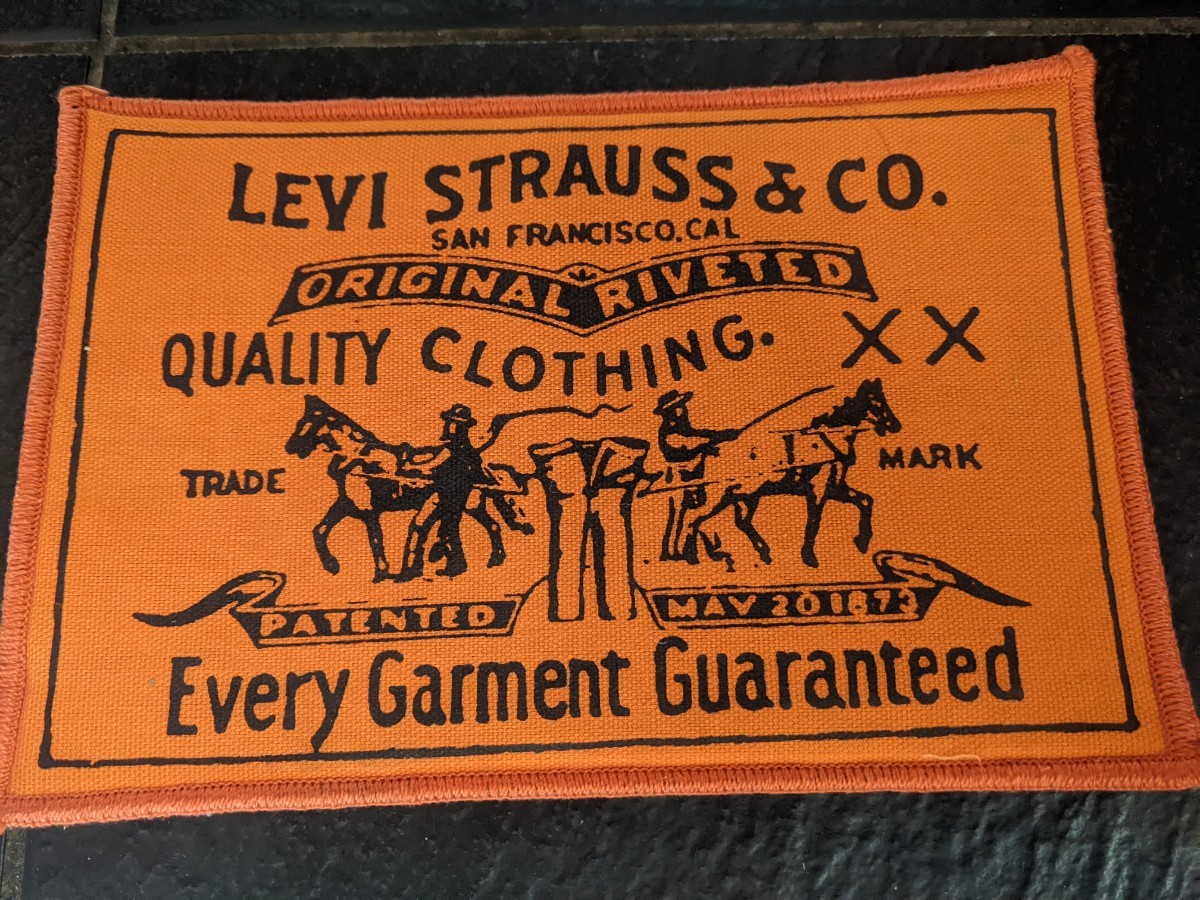 LEVI STRAUSS & CO.
SAN FRANCISCO, CAL
ORIGINAL RIVETED
QUALITY CLOTHING. XX
TRADE MARK
PATENTED MAY 20 1873
Every Garment Guaranteed